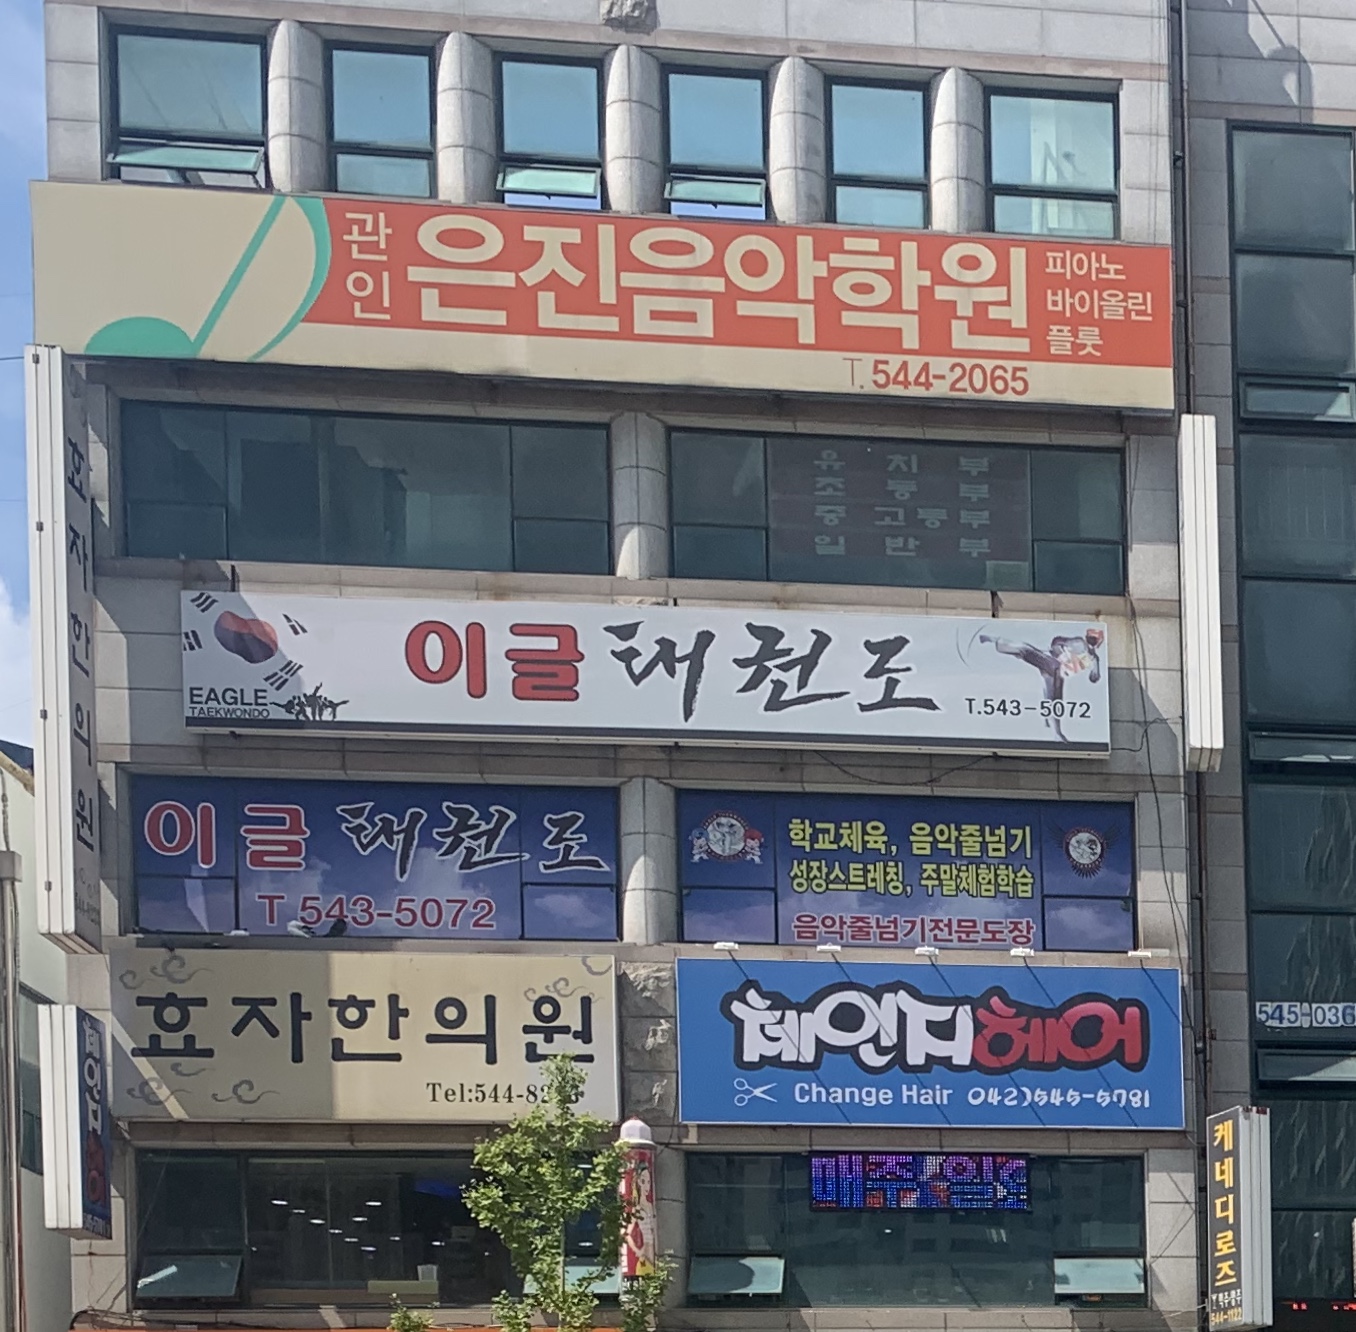 관인 은진음악학원
피아노
바이올린
플룻
T. 544-2065
유치부
초등부
중고등부
일반부
효자한의원
이글태권도
EAGLE
TAEKWONDO
T.543-5072
이글태권도
T 543-5072
학교체육, 음악줄넘기
성장스트레칭, 주말체험학습
음악줄넘기전문도장
효자한의원
체인지헤어
Change Hair 042)545-5781
545-036
케네디로즈
544-1122